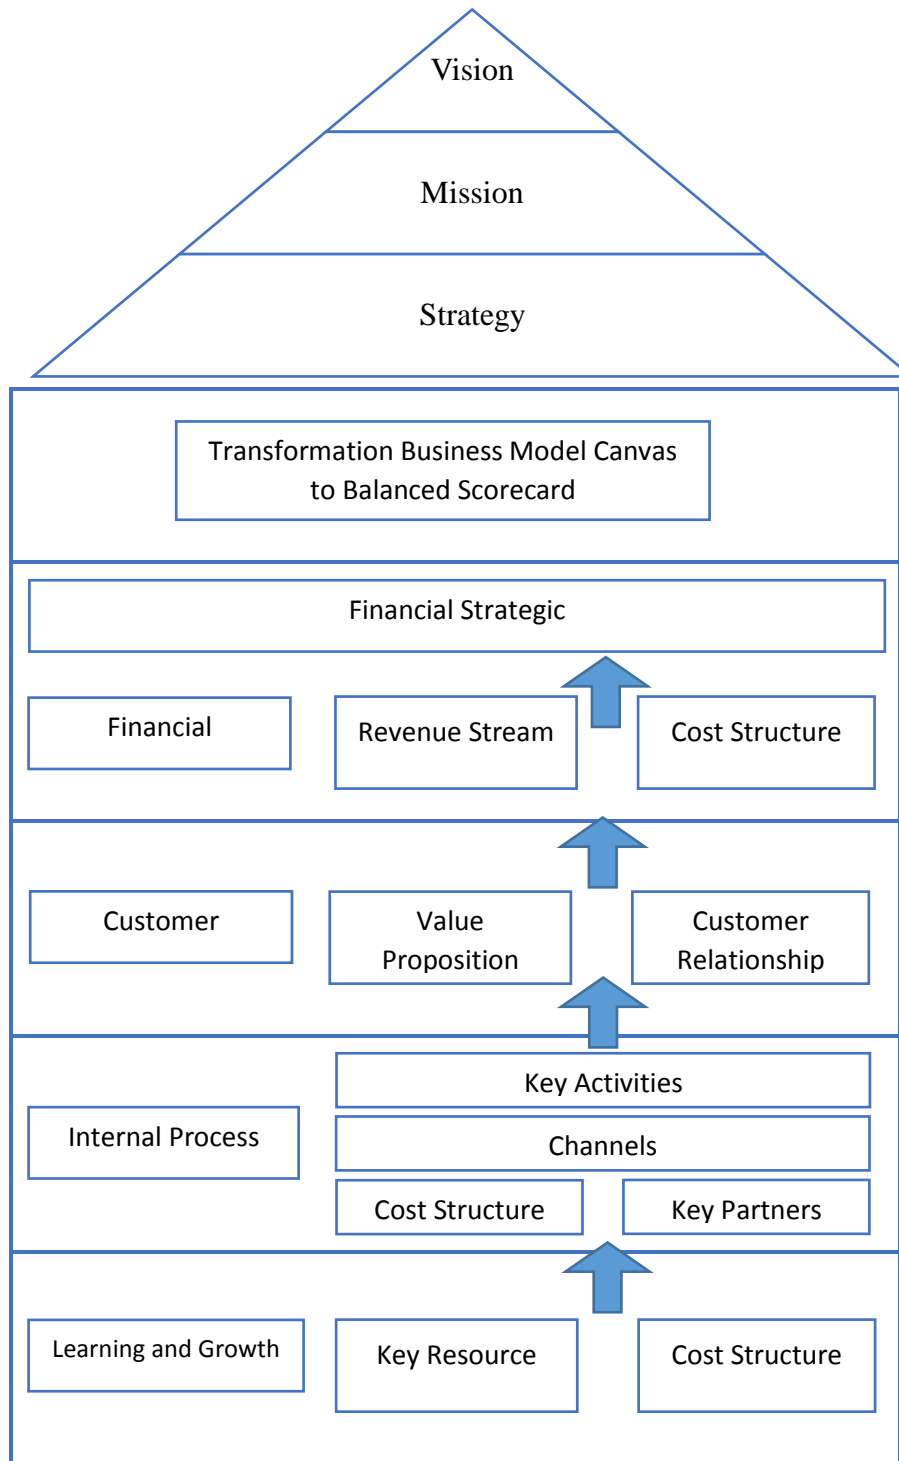 Vision
Mission
Strategy
Transformation Business Model Canvas
to Balanced Scorecard
Financial Strategic
Financial
Revenue Stream
Cost Structure
Customer
Value
Proposition
Customer
Relationship
Internal Process
Key Activities
Channels
Cost Structure
Key Partners
Learning and Growth
Key Resource
Cost Structure